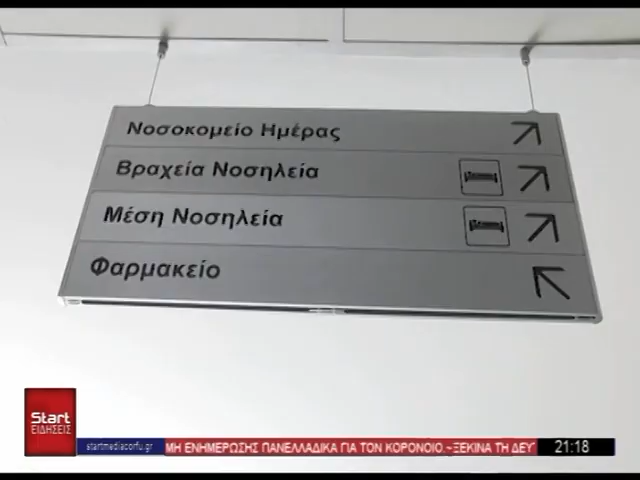 Νοσοκομείο Ημέρας
Βραχεία Νοσηλεία
Μέση Νοσηλεία
Φαρμακείο
Start
ΕΙΔΗΣΕΙΣ
startmediacorfu.gr
ΜΗ ΕΝΗΜΕΡΩΣΗΣ ΠΑΝΕΛΛΑΔΙΚΑ ΓΙΑ ΤΟΝ ΚΟΡΟΝΟΙΟ.~ΞΕΚΙΝΑ ΤΗ ΔΕΥ
21:18